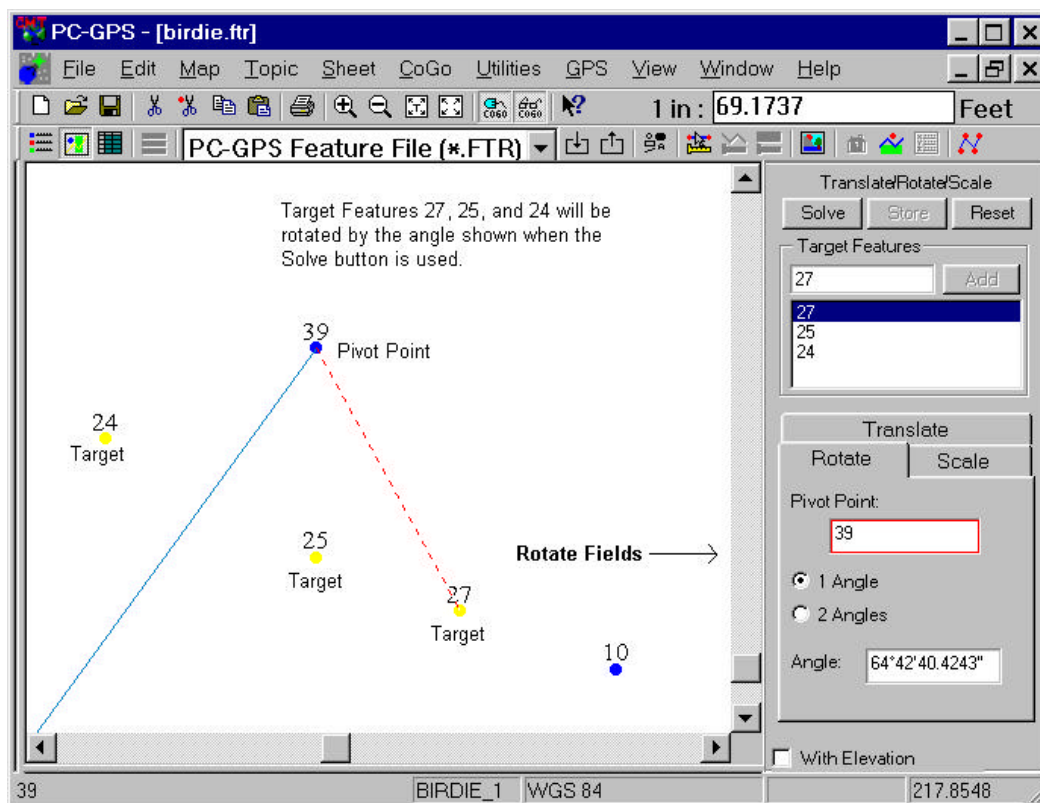 PC-GPS - [birdie.ftr]
File Edit Map Topic Sheet CoGo Utilities GPS View Window Help
1 in : 69.1737 Feet
PC-GPS Feature File (*.FTR)
Target Features 27, 25, and 24 will be
rotated by the angle shown when the
Solve button is used.
39
Pivot Point
24
Target
25
Target
27
Target
10
Rotate Fields
Translate/Rotate/Scale
Solve Store Reset
Target Features
27 Add
27
25
24
Translate
Rotate Scale
Pivot Point:
39
1 Angle
2 Angles
Angle: 64°42'40.4243"
With Elevation
39 BIRDIE_1 WGS 84 217.8548